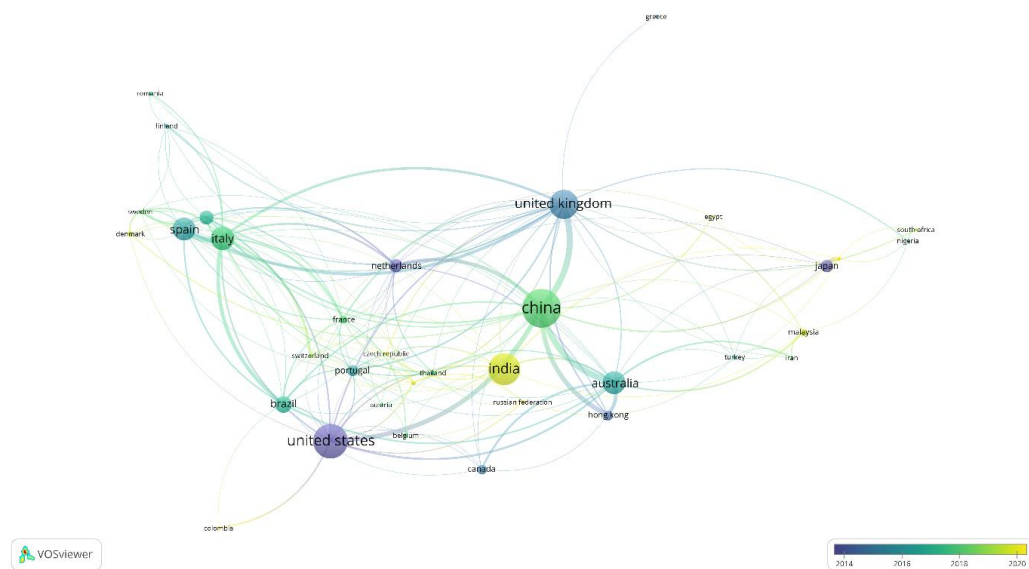 greece
romania
finland
united kingdom
sweden
denmark
spain
italy
egypt
south africa
nigeria
netherlands
japan
china
france
malaysia
switzerland
czech republic
turkey
iran
portugal
thailand
india
australia
brazil
austria
russian federation
hong kong
united states
belgium
canada
colombia
VOSviewer
2014 2016 2018 2020